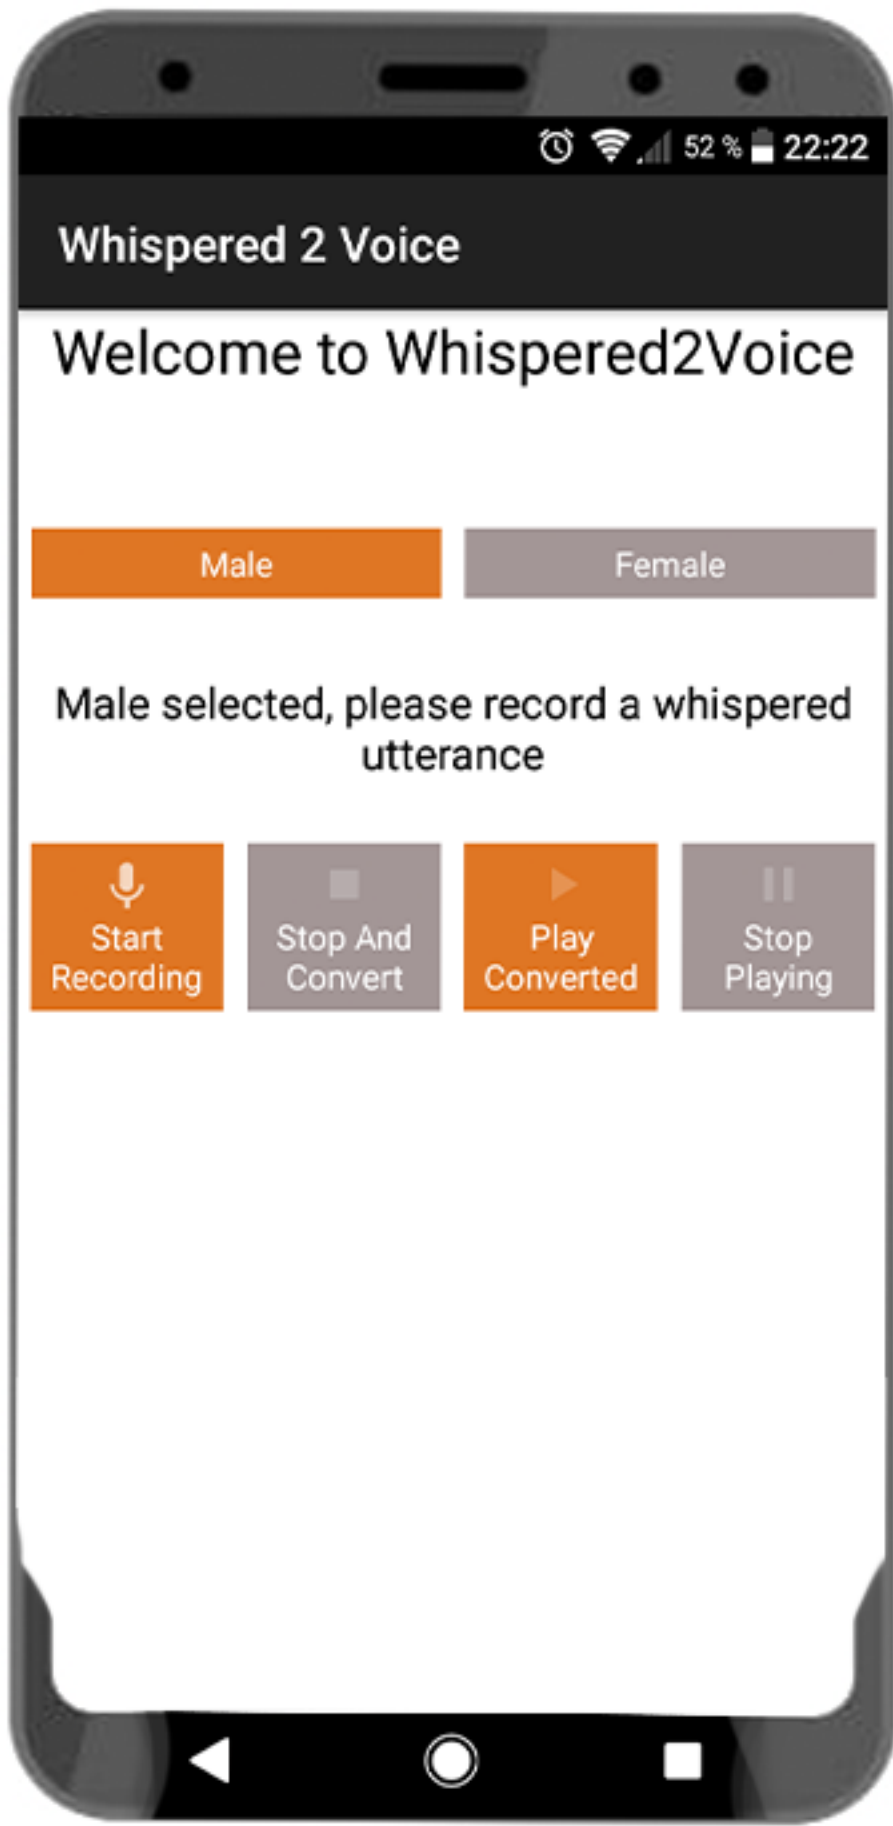 52 % 22:22
Whispered 2 Voice
Welcome to Whispered2Voice
Male Female
Male selected, please record a whispered
utterance
Start
Recording
Stop And
Convert
Play
Converted
Stop
Playing